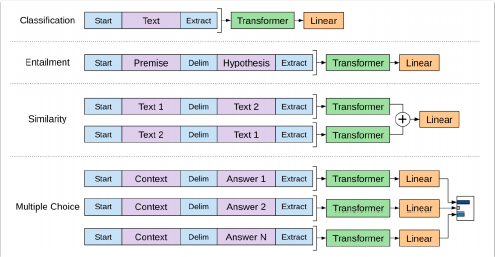 Classification Start Text Extract Transformer Linear
Entailment Start Premise Delim Hypothesis Extract Transformer Linear
Similarity
Start Text 1 Delim Text 2 Extract Transformer
+ Linear
Start Text 2 Delim Text 1 Extract Transformer
Start Context Delim Answer 1 Extract Transformer Linear
Multiple Choice Start Context Delim Answer 2 Extract Transformer Linear
Start Context Delim Answer N Extract Transformer Linear